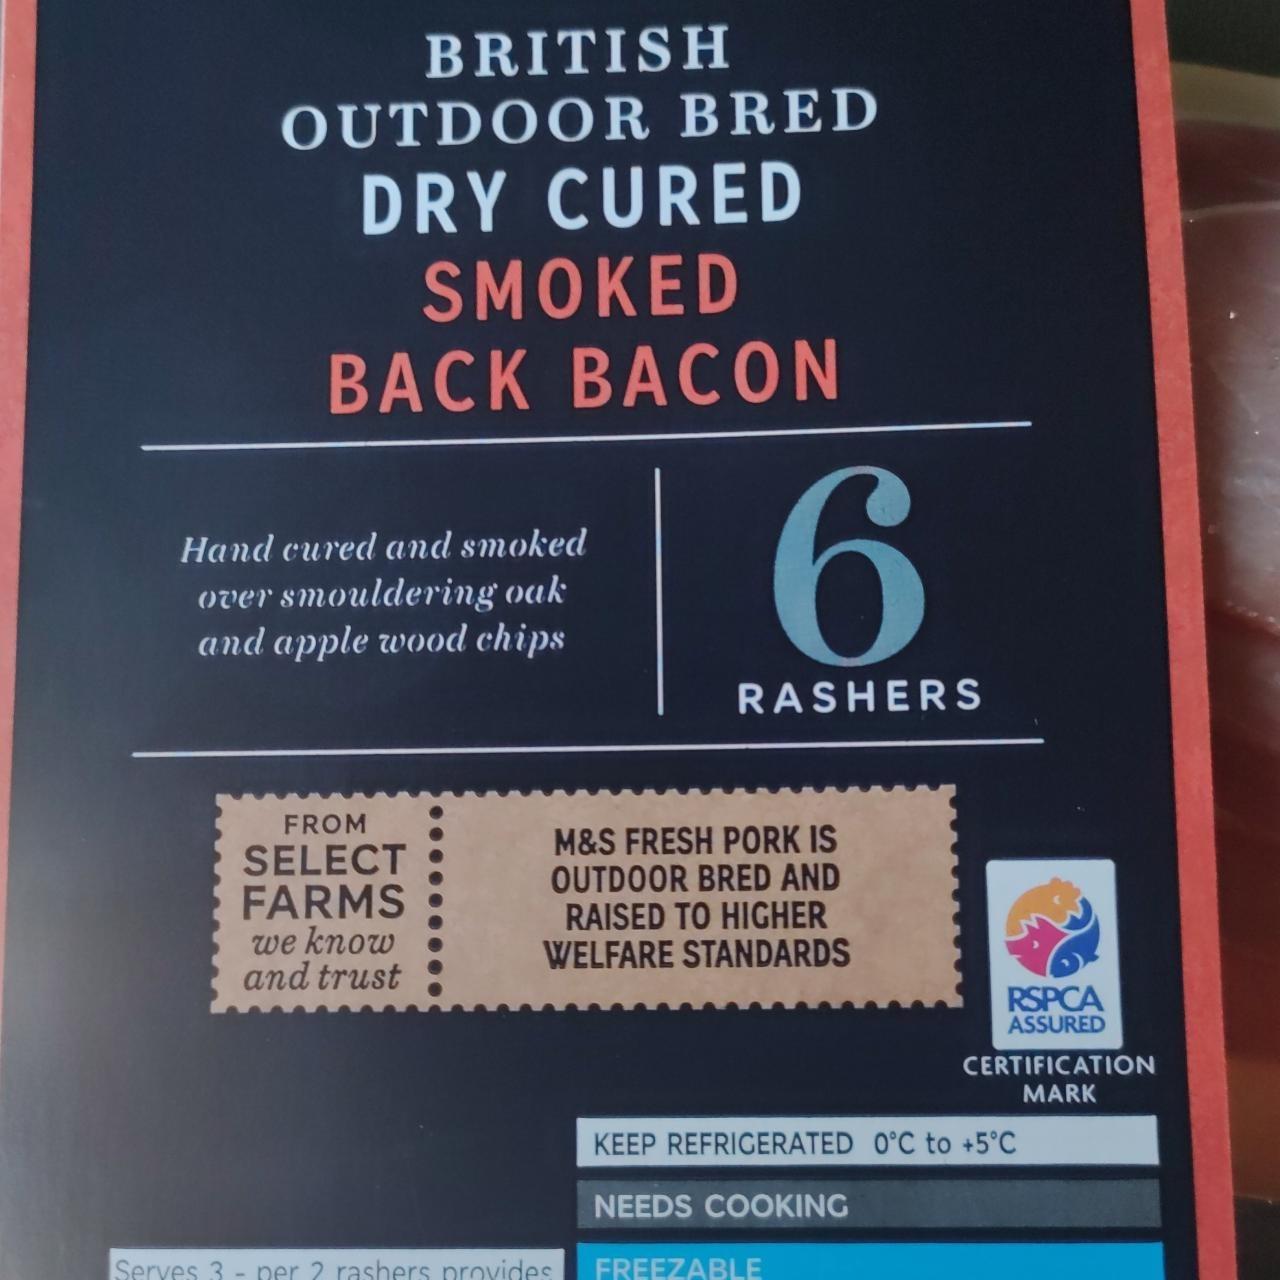 BRITISH
OUTDOOR BRED
DRY CURED
SMOKED
BACK BACON
Hand cured and smoked
over smouldering oak
and apple wood chips
6
RASHERS
FROM
SELECT
FARMS
we know
and trust
M&S FRESH PORK IS
OUTDOOR BRED AND
RAISED TO HIGHER
WELFARE STANDARDS
RSPCA
ASSURED
CERTIFICATION
MARK
KEEP REFRIGERATED 0°C to +5°C
NEEDS COOKING
FREEZABLE
Serves 3 - per 2 rashers provides